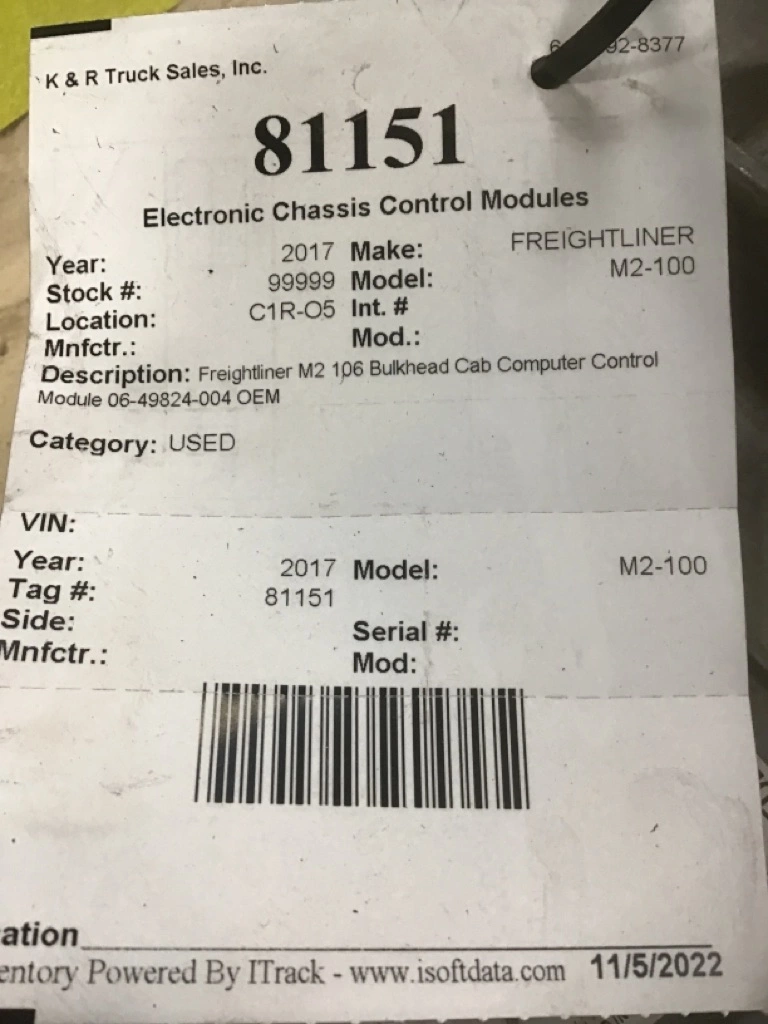 K & R Truck Sales, Inc. 92-8377
81151
Electronic Chassis Control Modules
Year: 2017 Make: FREIGHTLINER
Stock #: 99999 Model: M2-100
Location: C1R-O5 Int. #
Mnfctr.: Mod.:
Description: Freightliner M2 106 Bulkhead Cab Computer Control
Module 06-49824-004 OEM
Category: USED
VIN:
Year: 2017 Model: M2-100
Tag #: 81151
Side: Serial #:
Mnfctr.: Mod:
ation
entory Powered By ITrack - www.isoftdata.com 11/5/2022